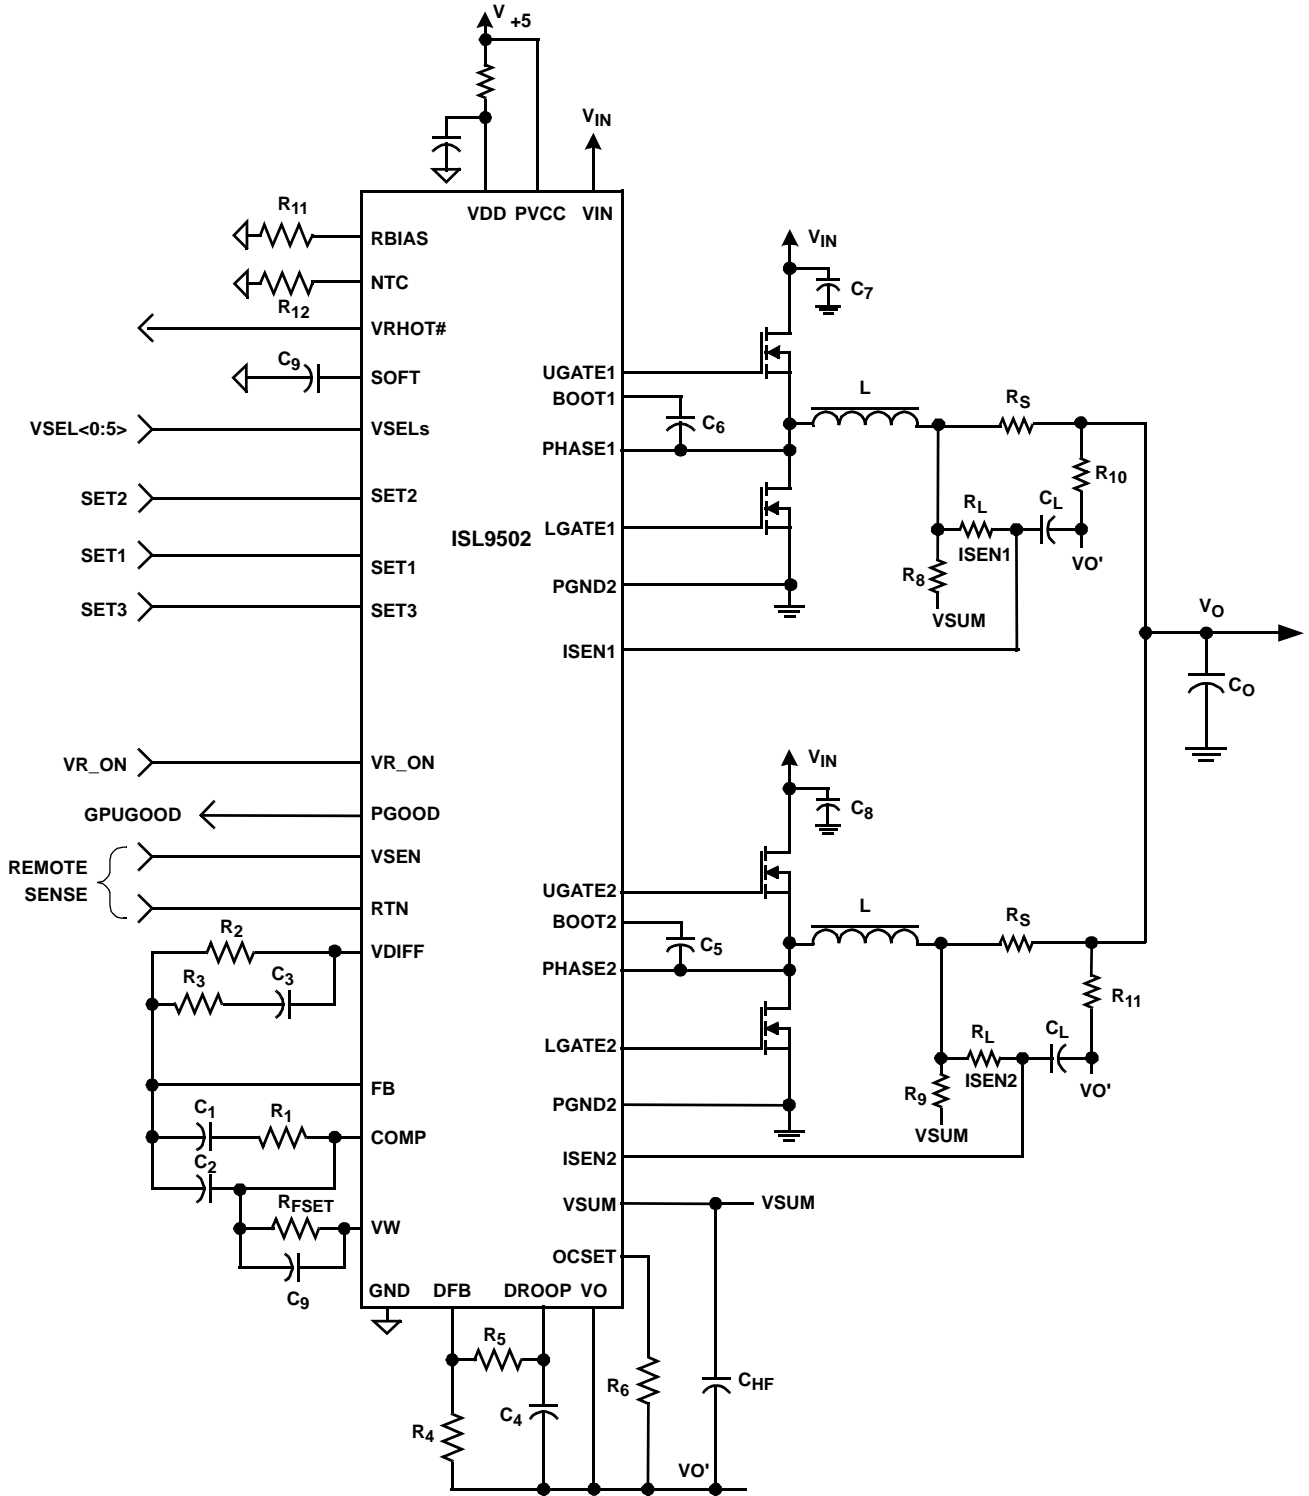 V +5
VIN
VDD PVCC VIN
R11
RBIAS
NTC
R12
VRHOT#
C9
SOFT
VSEL<0:5>
VSELs
SET2
SET2
SET1
SET1
SET3
SET3
ISL9502
VR_ON
VR_ON
GPUGOOD
PGOOD
REMOTE
SENSE
VSEN
RTN
R2
VDIFF
R3
C3
FB
C1
R1
COMP
C2
RFSET
VW
C9
GND
DFB
DROOP
VO
R5
R4
C4
R6
CHF
VO'
UGATE1
BOOT1
C6
PHASE1
LGATE1
PGND2
ISEN1
VIN
C7
L
RS
R10
RL
CL
ISEN1
VO'
R8
VSUM
VO
CO
UGATE2
BOOT2
C5
PHASE2
LGATE2
PGND2
ISEN2
VSUM
VSUM
OCSET
VIN
C8
L
RS
R11
RL
CL
ISEN2
VO'
R9
VSUM